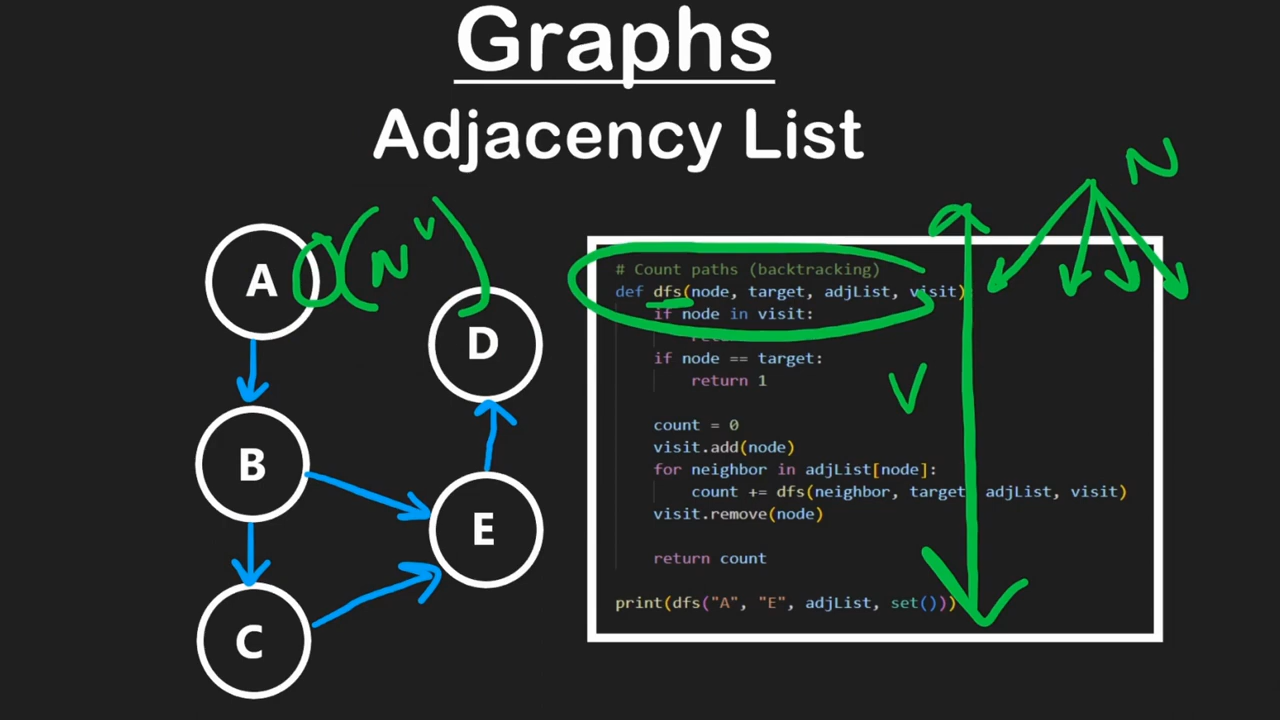 Graphs
Adjacency List
A
B
C
D
E
O(N^V)
N
V
# Count paths (backtracking)
def dfs(node, target, adjList, visit):
if node in visit:
if node == target:
return 1
count = 0
visit.add(node)
for neighbor in adjList[node]:
count += dfs(neighbor, target, adjList, visit)
visit.remove(node)
return count
print(dfs("A", "E", adjList, set()))